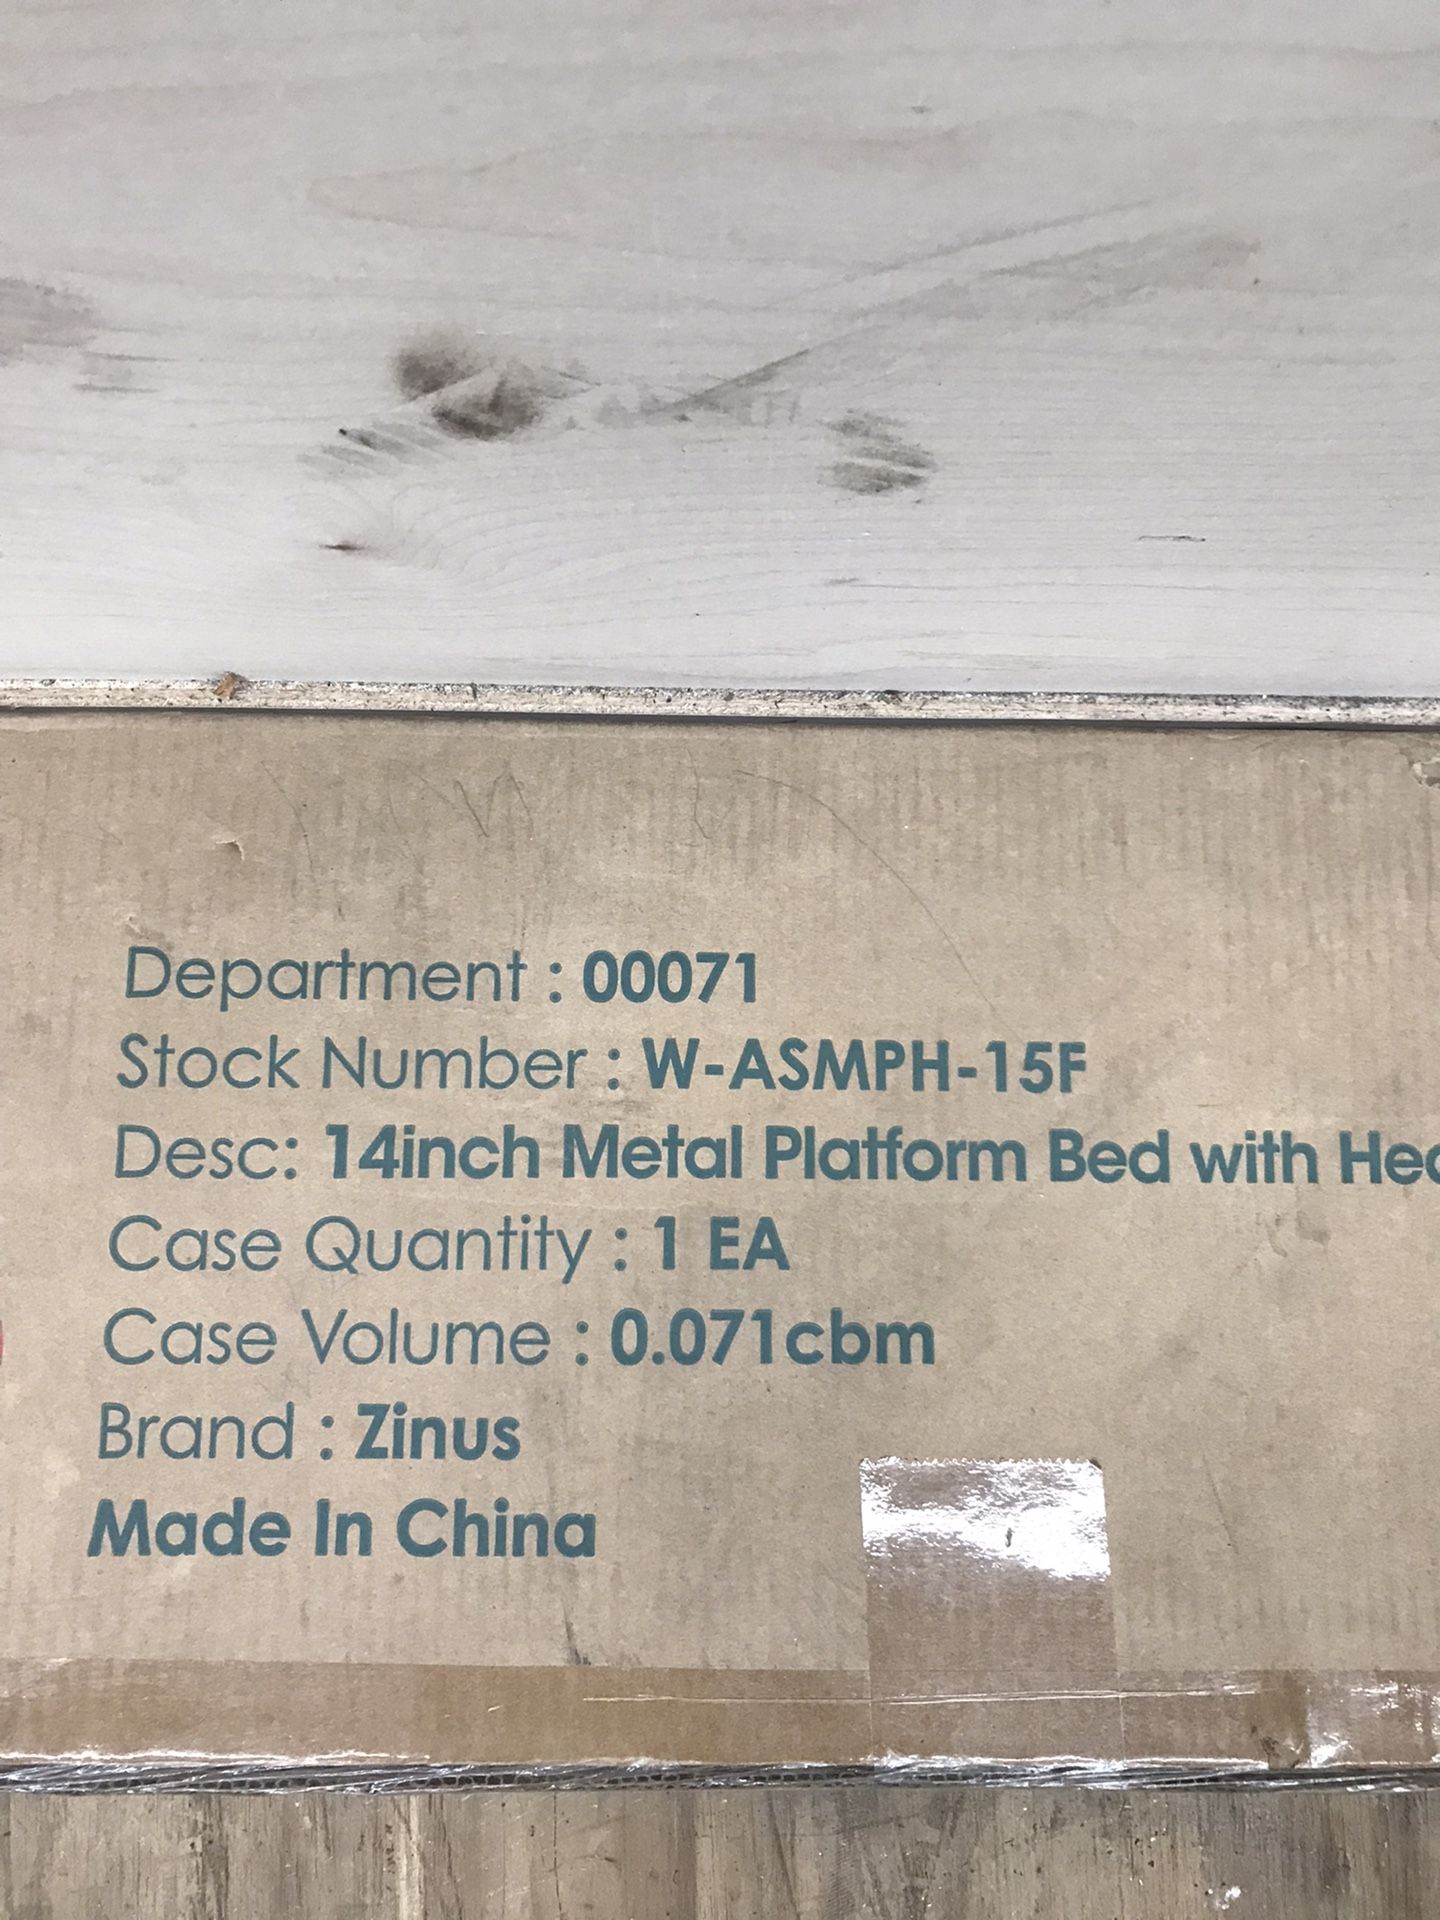 Department : 00071
Stock Number : W-ASMPH-15F
Desc: 14inch Metal Platform Bed with
Case Quantity : 1 EA
Case Volume : 0.071cbm
Brand : Zinus
Made In China